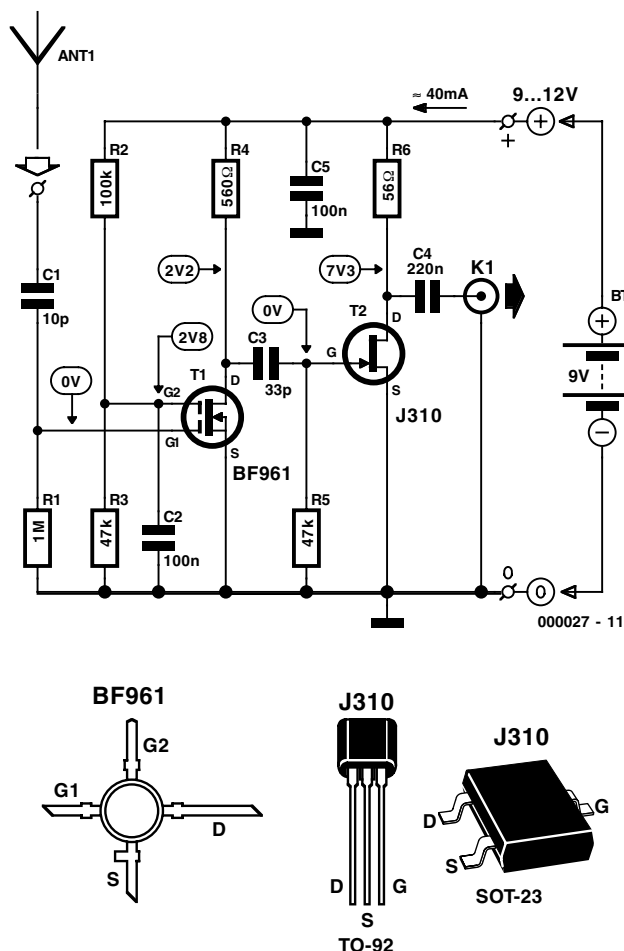 ANT1
≈ 40mA
9...12V
+
+
R2
100k
R4
560Ω
C5
100n
R6
56Ω
C1
10p
2V2
7V3
C4
220n
K1
BT
+
0V
2V8
C3
33p
0V
T2
D
G
S
J310
9V
−
T1
G2
D
G1
S
BF961
R1
1M
R3
47k
C2
100n
R5
47k
0
0
000027 - 11
BF961
G2
G1
D
S
J310
D
G
S
TO-92
J310
D
G
S
SOT-23